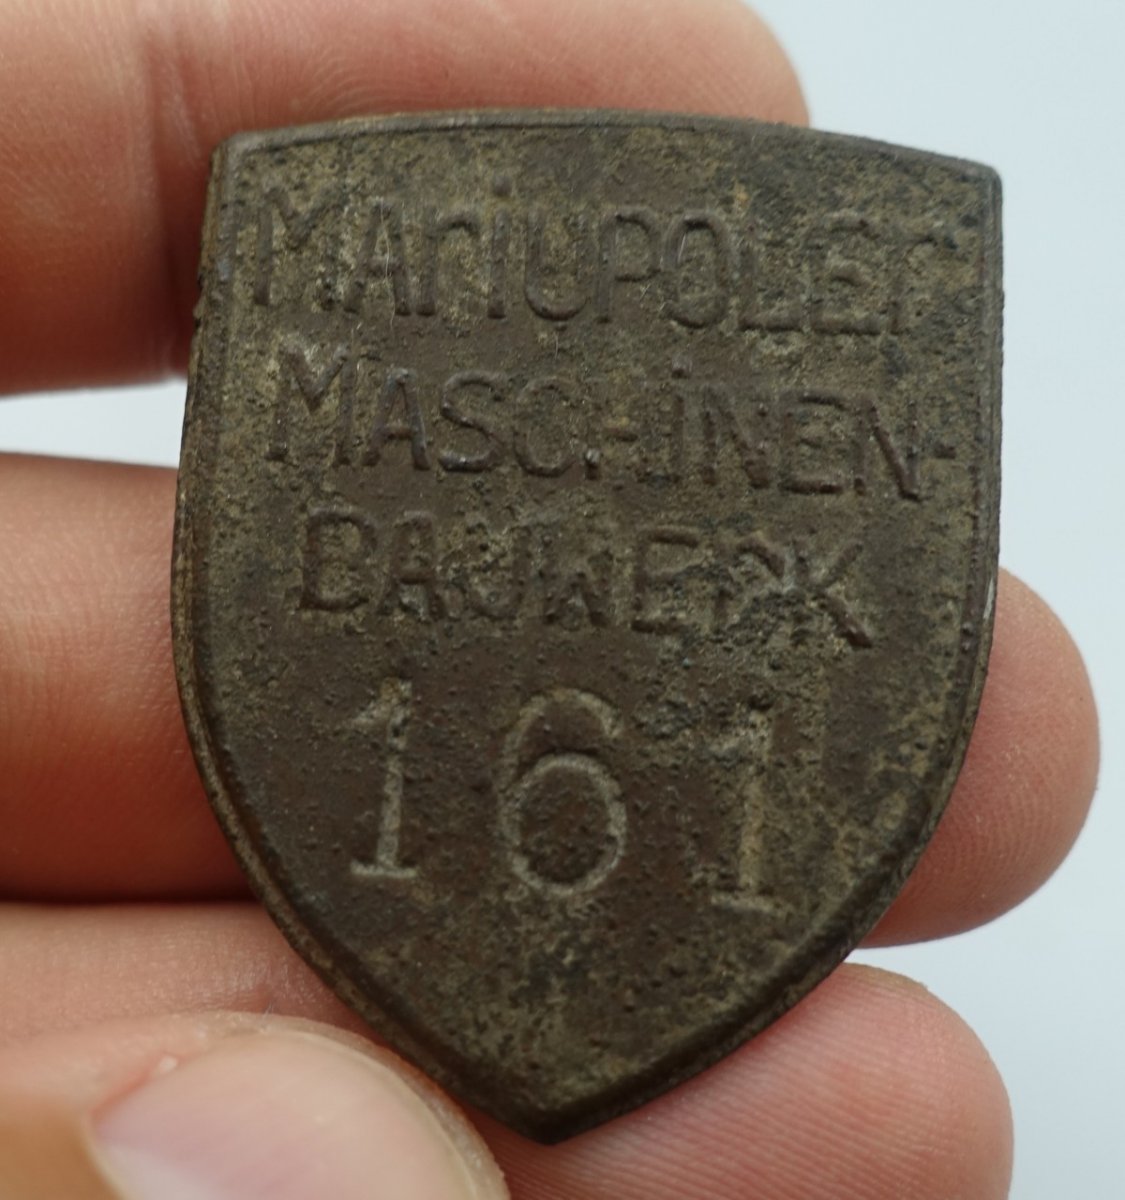 MAriUPOLEr
MASCHiNEN-
BAUWErK
161